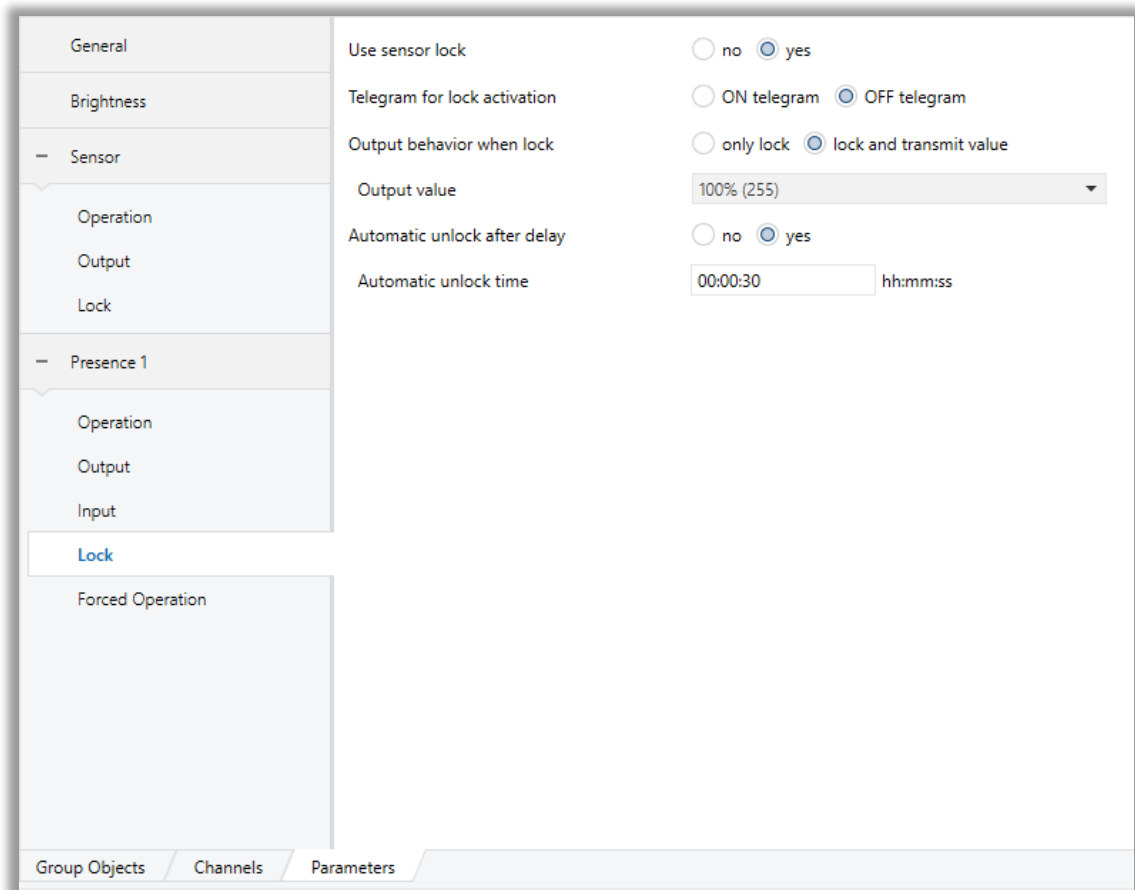 General
Brightness
− Sensor
Operation
Output
Lock
− Presence 1
Operation
Output
Input
Lock
Forced Operation
Use sensor lock no yes
Telegram for lock activation ON telegram OFF telegram
Output behavior when lock only lock lock and transmit value
Output value 100% (255)
Automatic unlock after delay no yes
Automatic unlock time 00:00:30 hh:mm:ss
Group Objects Channels Parameters